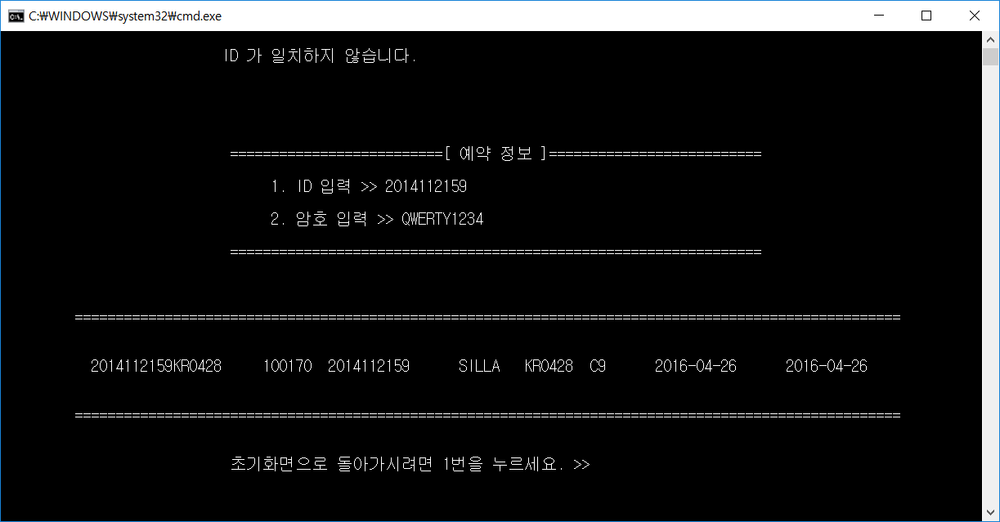 C:₩WINDOWS₩system32₩cmd.exe
ID 가 일치하지 않습니다.
==========================[ 예약 정보 ]==========================
1. ID 입력 >> 2014112159
2. 암호 입력 >> QWERTY1234
=================================================================
=====================================================================================================
2014112159KR0428 100170 2014112159 SILLA KR0428 C9 2016-04-26 2016-04-26
=====================================================================================================
초기화면으로 돌아가시려면 1번을 누르세요. >>